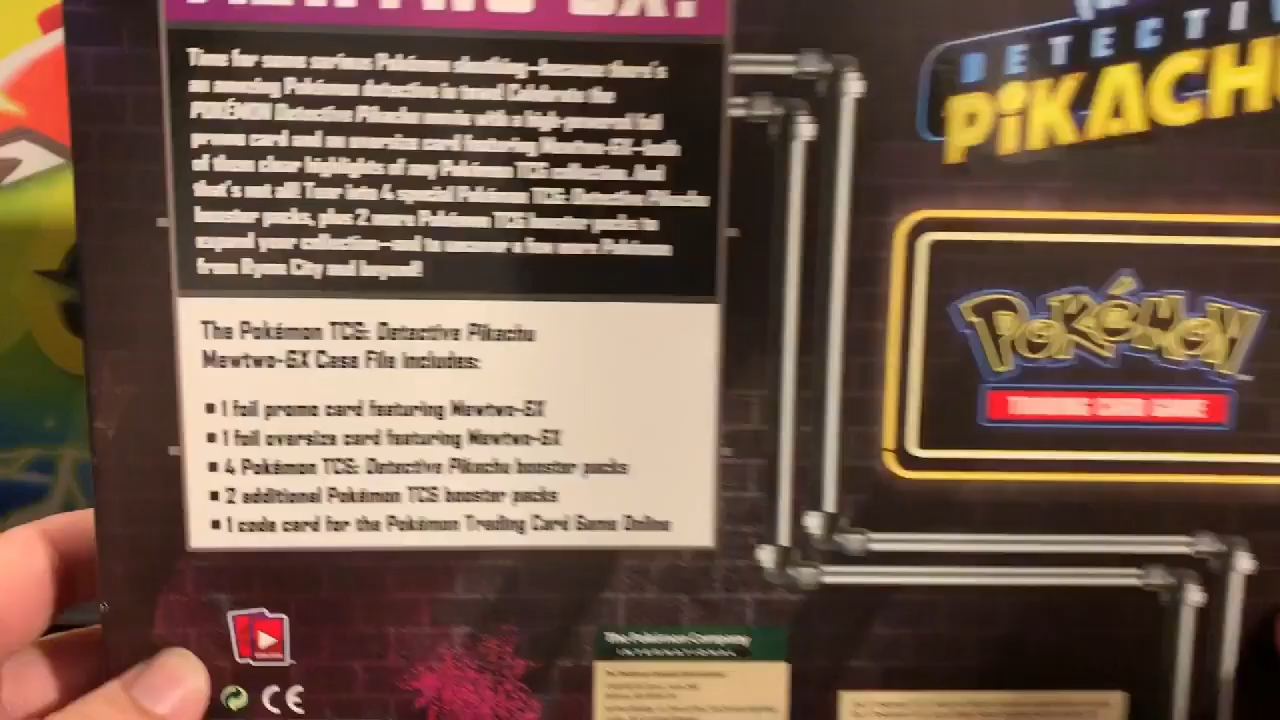 MEWTWO-GX!
DETECTI
PiKACHU
Time for some serious Pokémon sleuthing—because there's
an amazing Pokémon detective in town! Celebrate the
POKÉMON Detective Pikachu movie with a high-powered foil
promo card and an oversize card featuring Mewtwo-GX—both
of them clear highlights of any Pokémon TCG collection. And
that's not all! Tear into 4 special Pokémon TCG: Detective Pikachu
booster packs, plus 2 more Pokémon TCG booster packs to
expand your collection—and to uncover a few more Pokémon
from Ryme City and beyond!
The Pokémon TCG: Detective Pikachu
Mewtwo-GX Case File includes:
▪ 1 foil promo card featuring Mewtwo-GX
▪ 1 foil oversize card featuring Mewtwo-GX
▪ 4 Pokémon TCG: Detective Pikachu booster packs
▪ 2 additional Pokémon TCG booster packs
▪ 1 code card for the Pokémon Trading Card Game Online
POKéMON
TRADING CARD GAME
The Pokémon Company
INTERNATIONAL
CE